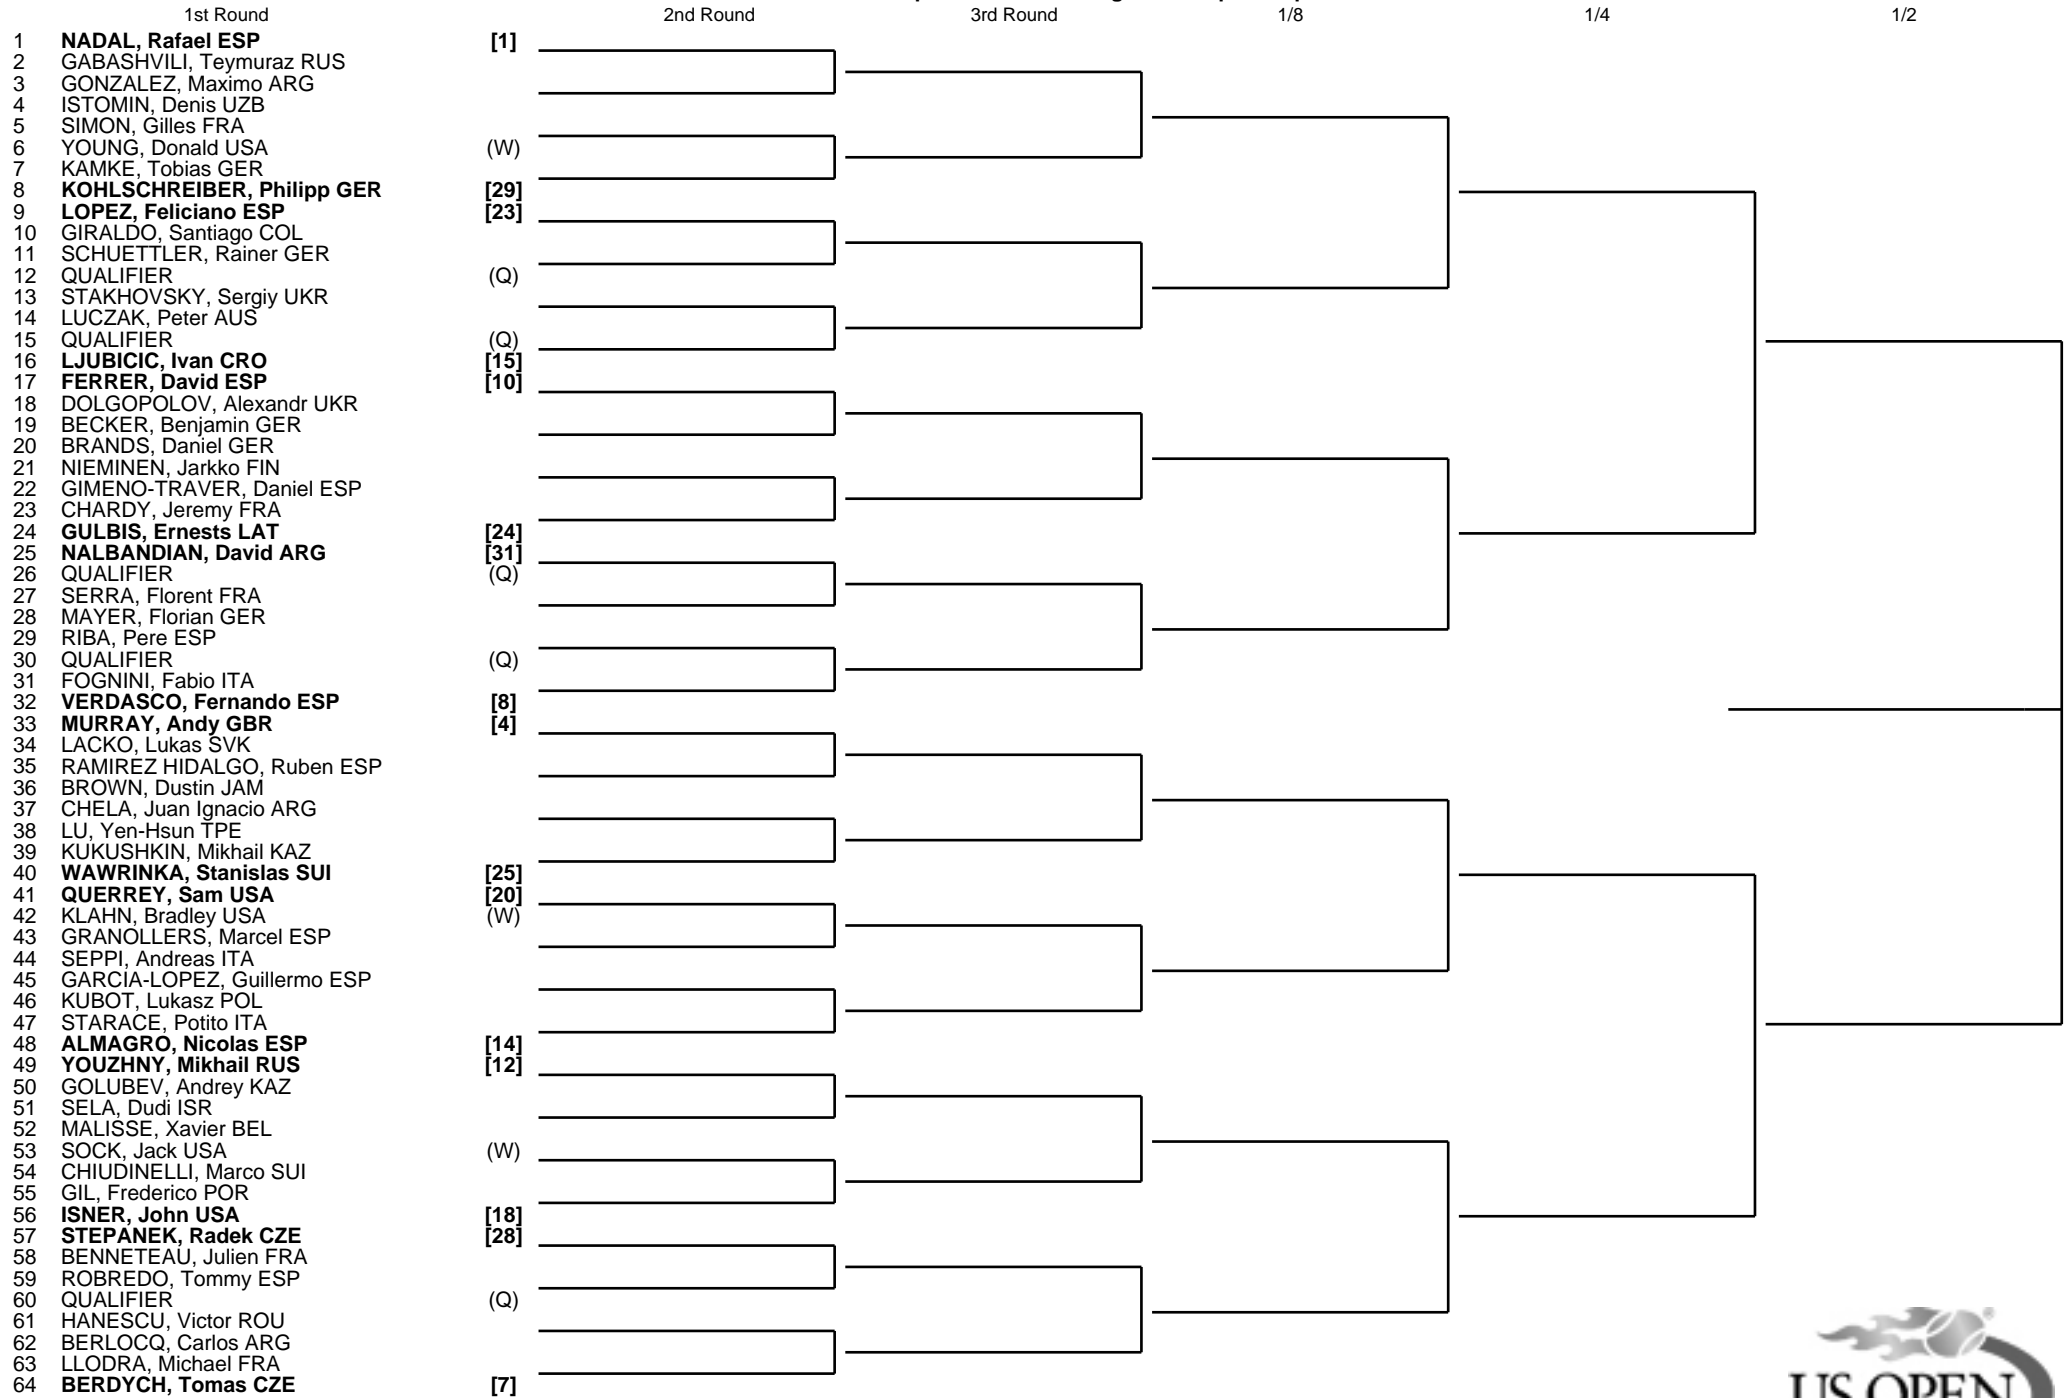 1st Round 2nd Round 3rd Round 1/8 1/4 1/2
1 NADAL, Rafael ESP [1]
2 GABASHVILI, Teymuraz RUS
3 GONZALEZ, Maximo ARG
4 ISTOMIN, Denis UZB
5 SIMON, Gilles FRA
6 YOUNG, Donald USA (W)
7 KAMKE, Tobias GER
8 KOHLSCHREIBER, Philipp GER [29]
9 LOPEZ, Feliciano ESP [23]
10 GIRALDO, Santiago COL
11 SCHUETTLER, Rainer GER
12 QUALIFIER (Q)
13 STAKHOVSKY, Sergiy UKR
14 LUCZAK, Peter AUS
15 QUALIFIER (Q)
16 LJUBICIC, Ivan CRO [15]
17 FERRER, David ESP [10]
18 DOLGOPOLOV, Alexandr UKR
19 BECKER, Benjamin GER
20 BRANDS, Daniel GER
21 NIEMINEN, Jarkko FIN
22 GIMENO-TRAVER, Daniel ESP
23 CHARDY, Jeremy FRA
24 GULBIS, Ernests LAT [24]
25 NALBANDIAN, David ARG [31]
26 QUALIFIER (Q)
27 SERRA, Florent FRA
28 MAYER, Florian GER
29 RIBA, Pere ESP
30 QUALIFIER (Q)
31 FOGNINI, Fabio ITA
32 VERDASCO, Fernando ESP [8]
33 MURRAY, Andy GBR [4]
34 LACKO, Lukas SVK
35 RAMIREZ HIDALGO, Ruben ESP
36 BROWN, Dustin JAM
37 CHELA, Juan Ignacio ARG
38 LU, Yen-Hsun TPE
39 KUKUSHKIN, Mikhail KAZ
40 WAWRINKA, Stanislas SUI [25]
41 QUERREY, Sam USA [20]
42 KLAHN, Bradley USA (W)
43 GRANOLLERS, Marcel ESP
44 SEPPI, Andreas ITA
45 GARCIA-LOPEZ, Guillermo ESP
46 KUBOT, Lukasz POL
47 STARACE, Potito ITA
48 ALMAGRO, Nicolas ESP [14]
49 YOUZHNY, Mikhail RUS [12]
50 GOLUBEV, Andrey KAZ
51 SELA, Dudi ISR
52 MALISSE, Xavier BEL
53 SOCK, Jack USA (W)
54 CHIUDINELLI, Marco SUI
55 GIL, Frederico POR
56 ISNER, John USA [18]
57 STEPANEK, Radek CZE [28]
58 BENNETEAU, Julien FRA
59 ROBREDO, Tommy ESP
60 QUALIFIER (Q)
61 HANESCU, Victor ROU
62 BERLOCQ, Carlos ARG
63 LLODRA, Michael FRA
64 BERDYCH, Tomas CZE [7]
US OPEN